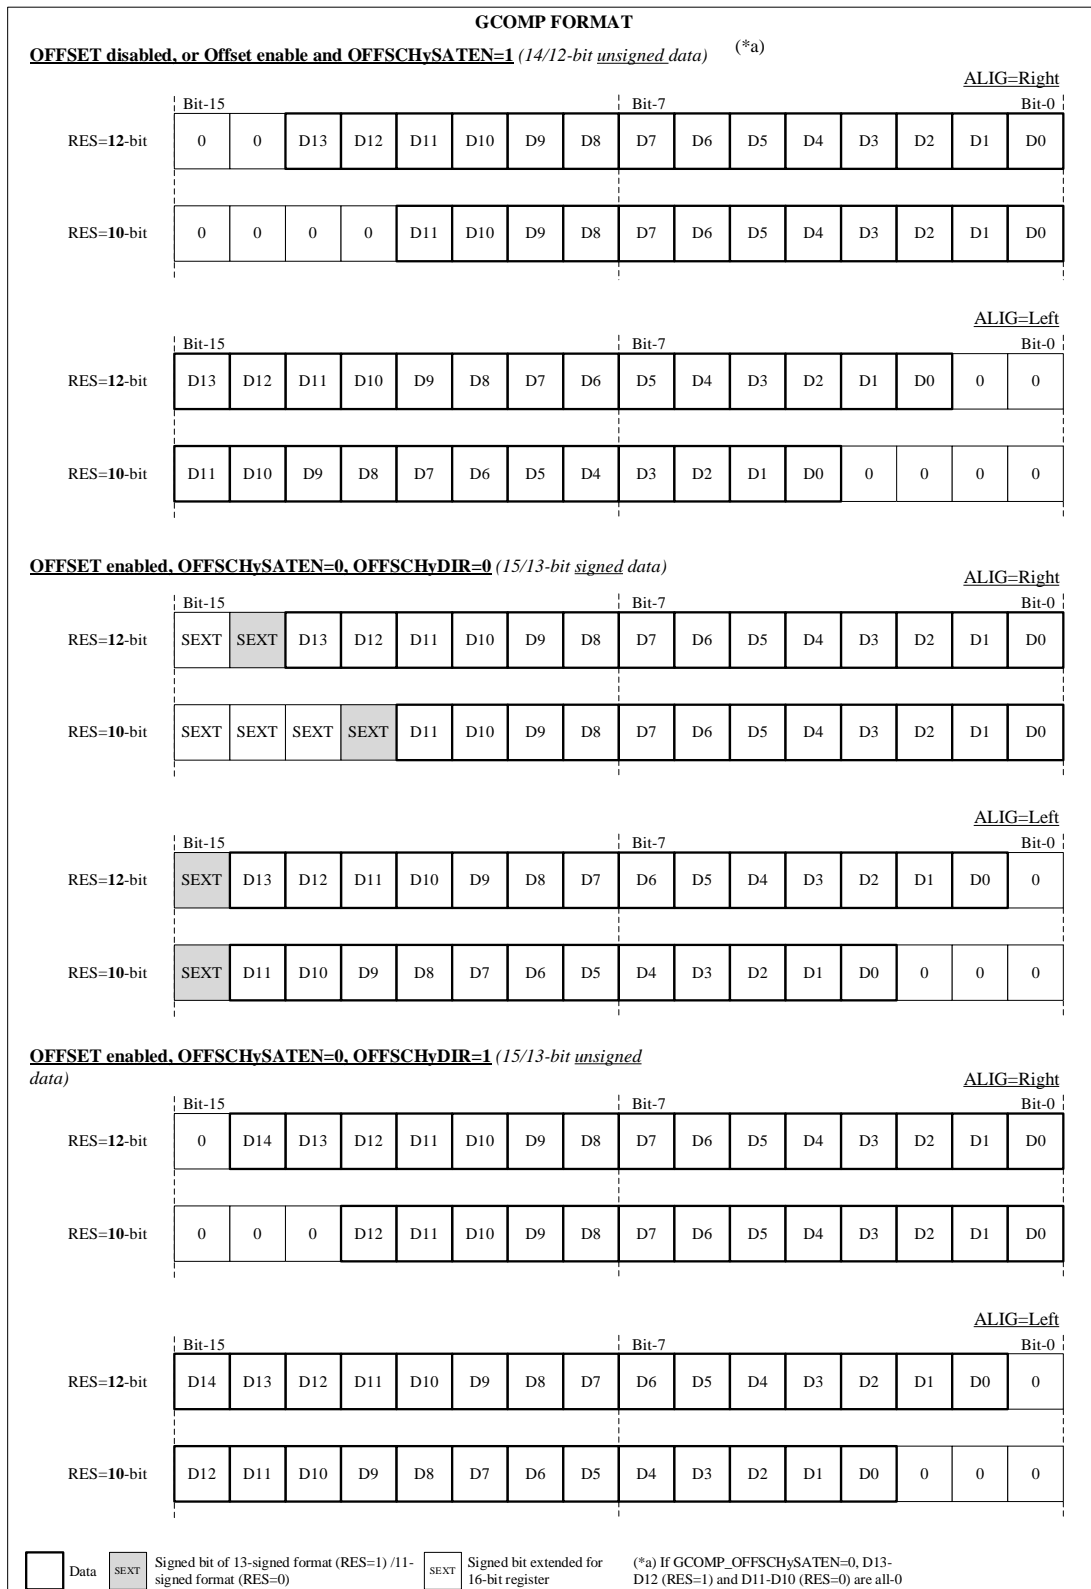 GCOMP FORMAT
OFFSET disabled, or Offset enable and OFFSCHySATEN=1 (14/12-bit unsigned data) (*a)
ALIG=Right
Bit-15 Bit-7 Bit-0
RES=12-bit 0 0 D13 D12 D11 D10 D9 D8 D7 D6 D5 D4 D3 D2 D1 D0
RES=10-bit 0 0 0 0 D11 D10 D9 D8 D7 D6 D5 D4 D3 D2 D1 D0
ALIG=Left
Bit-15 Bit-7 Bit-0
RES=12-bit D13 D12 D11 D10 D9 D8 D7 D6 D5 D4 D3 D2 D1 D0 0 0
RES=10-bit D11 D10 D9 D8 D7 D6 D5 D4 D3 D2 D1 D0 0 0 0 0
OFFSET enabled, OFFSCHySATEN=0, OFFSCHyDIR=0 (15/13-bit signed data)
ALIG=Right
Bit-15 Bit-7 Bit-0
RES=12-bit SEXT SEXT D13 D12 D11 D10 D9 D8 D7 D6 D5 D4 D3 D2 D1 D0
RES=10-bit SEXT SEXT SEXT SEXT D11 D10 D9 D8 D7 D6 D5 D4 D3 D2 D1 D0
ALIG=Left
Bit-15 Bit-7 Bit-0
RES=12-bit SEXT D13 D12 D11 D10 D9 D8 D7 D6 D5 D4 D3 D2 D1 D0 0
RES=10-bit SEXT D11 D10 D9 D8 D7 D6 D5 D4 D3 D2 D1 D0 0 0 0
OFFSET enabled, OFFSCHySATEN=0, OFFSCHyDIR=1 (15/13-bit unsigned
data)
ALIG=Right
Bit-15 Bit-7 Bit-0
RES=12-bit 0 D14 D13 D12 D11 D10 D9 D8 D7 D6 D5 D4 D3 D2 D1 D0
RES=10-bit 0 0 0 D12 D11 D10 D9 D8 D7 D6 D5 D4 D3 D2 D1 D0
ALIG=Left
Bit-15 Bit-7 Bit-0
RES=12-bit D14 D13 D12 D11 D10 D9 D8 D7 D6 D5 D4 D3 D2 D1 D0 0
RES=10-bit D12 D11 D10 D9 D8 D7 D6 D5 D4 D3 D2 D1 D0 0 0 0
Data
SEXT Signed bit of 13-signed format (RES=1) /11-
signed format (RES=0)
SEXT Signed bit extended for
16-bit register
(*a) If GCOMP_OFFSCHySATEN=0, D13-
D12 (RES=1) and D11-D10 (RES=0) are all-0